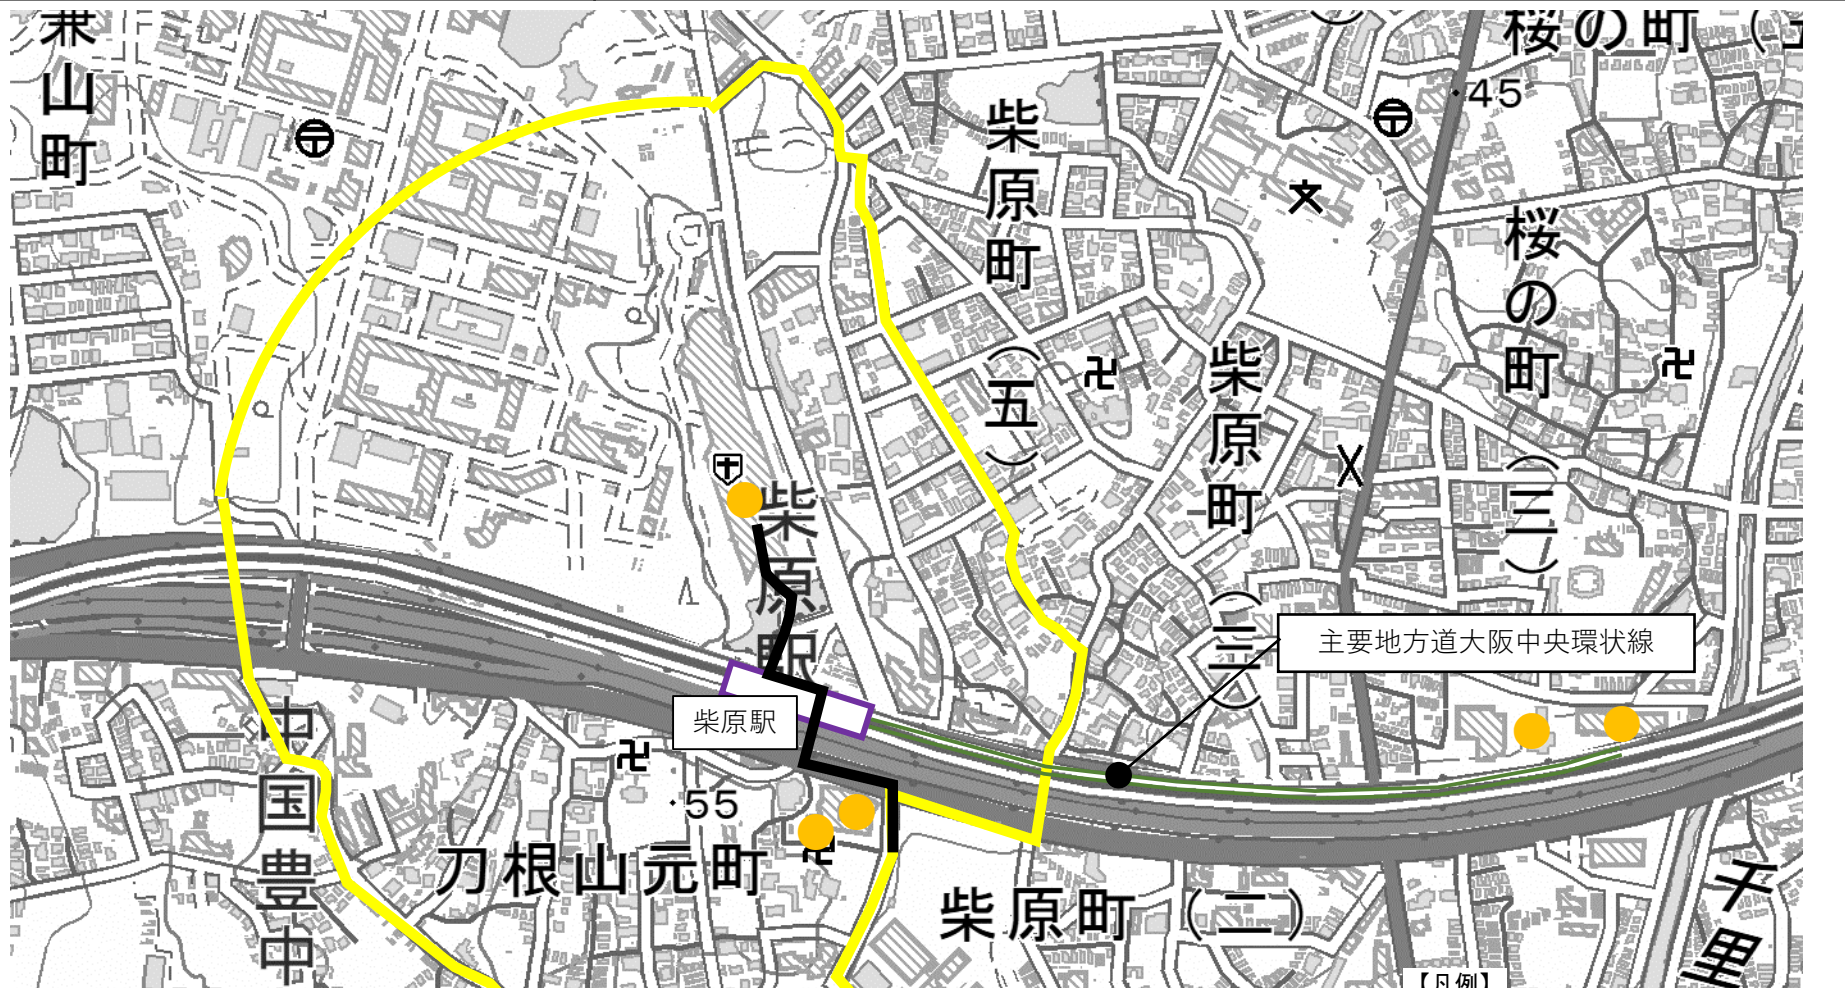 兼山町
桜の町
45
柴原町（五）
桜の町（三）
柴原町（三）
柴原駅
主要地方道大阪中央環状線
柴原駅
中国豊中
55
刀根山元町
柴原町（二）
千里
【凡例】